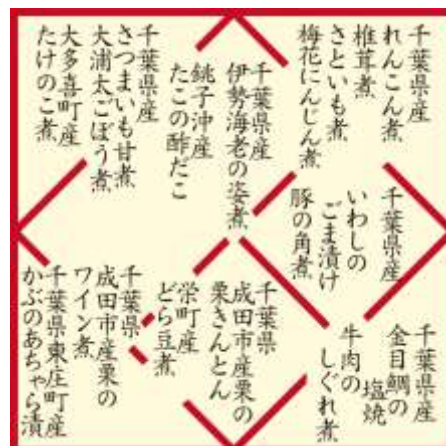 千葉県産
れんこん煮
椎茸煮
さといも煮
梅花にんじん煮
千葉県産
伊勢海老の姿煮
銚子沖産
たこの酢だこ
千葉県産
さつまいも甘煮
大浦太ごぼう煮
大多喜町産
たけのこ煮
千葉県産
いわしの
ごま漬け
豚の角煮
金目鯛の
塩焼
牛肉の
しぐれ煮
千葉県
成田市産栗の
栗きんとん
栄町産
どら豆煮
千葉県
成田市産栗の
ワイン煮
千葉県東庄町産
かぶのあちゃら漬